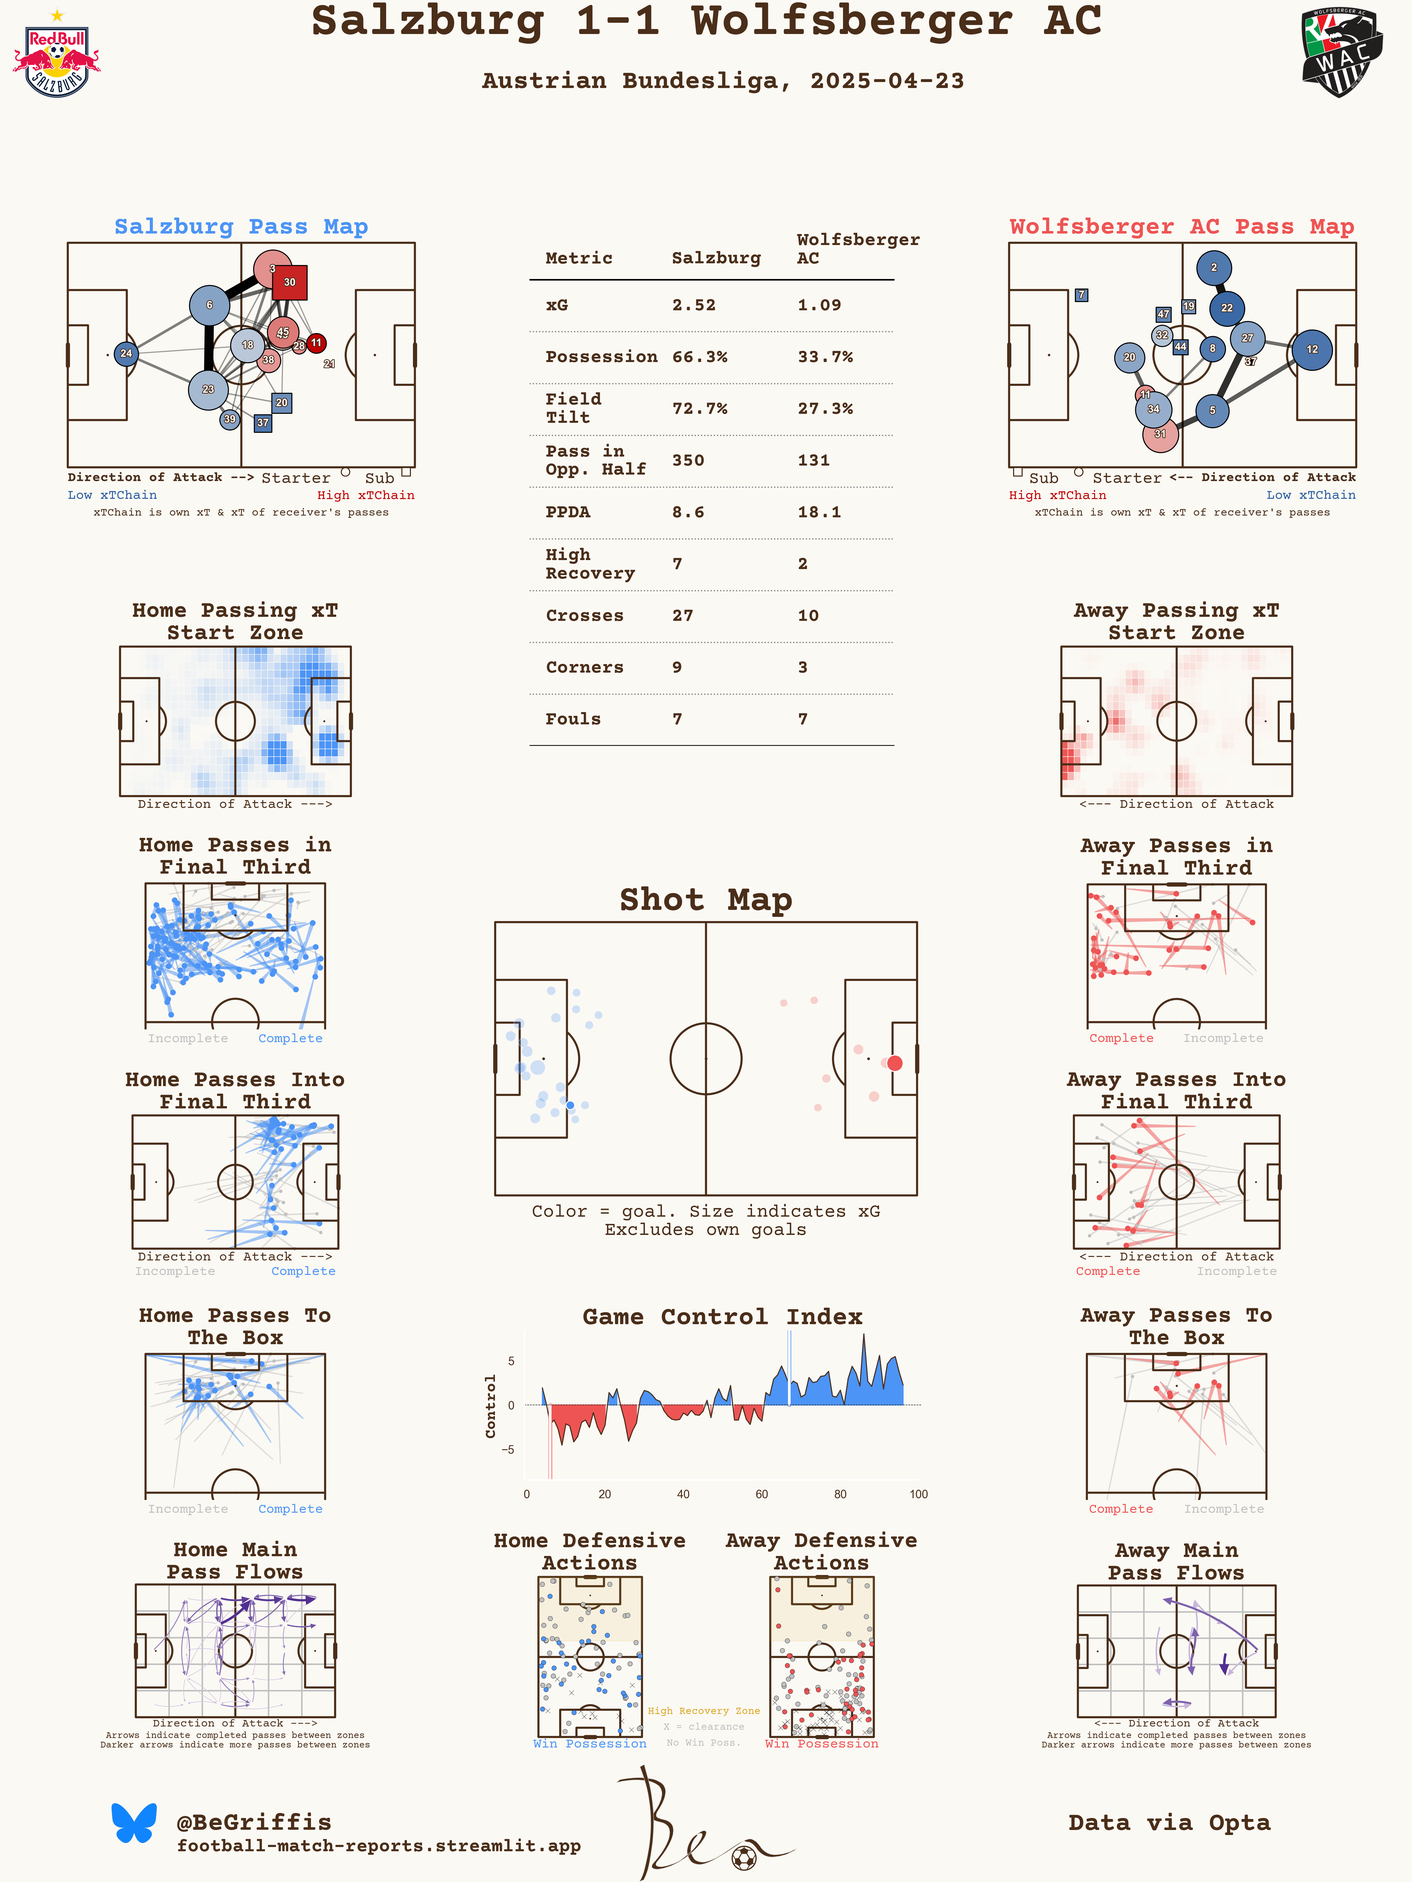 Salzburg 1-1 Wolfsberger AC
Austrian Bundesliga, 2025-04-23
RedBull
SALZBURG
WOLFSBERGER AC
WAC
Salzburg Pass Map
24
6
23
39
18
3
30
45
38
28
11
21
20
37
Direction of Attack --> Starter Sub
Low xTChain High xTChain
xTChain is own xT & xT of receiver's passes
Metric Salzburg Wolfsberger AC
xG 2.52 1.09
Possession 66.3% 33.7%
Field Tilt 72.7% 27.3%
Pass in Opp. Half 350 131
PPDA 8.6 18.1
High Recovery 7 2
Crosses 27 10
Corners 9 3
Fouls 7 7
Wolfsberger AC Pass Map
7
2
19
47
22
32
44
8
27
37
12
20
11
34
31
5
Sub Starter <-- Direction of Attack
High xTChain Low xTChain
xTChain is own xT & xT of receiver's passes
Home Passing xT
Start Zone
Direction of Attack --->
Away Passing xT
Start Zone
<--- Direction of Attack
Home Passes in
Final Third
Incomplete Complete
Away Passes in
Final Third
Complete Incomplete
Shot Map
Color = goal. Size indicates xG
Excludes own goals
Home Passes Into
Final Third
Direction of Attack --->
Incomplete Complete
Away Passes Into
Final Third
<--- Direction of Attack
Complete Incomplete
Home Passes To
The Box
Incomplete Complete
Game Control Index
Control
5
0
−5
0 20 40 60 80 100
Away Passes To
The Box
Complete Incomplete
Home Main
Pass Flows
Direction of Attack --->
Arrows indicate completed passes between zones
Darker arrows indicate more passes between zones
Home Defensive
Actions
Win Possession
High Recovery Zone
X = clearance
No Win Poss.
Away Defensive
Actions
Win Possession
Away Main
Pass Flows
<--- Direction of Attack
Arrows indicate completed passes between zones
Darker arrows indicate more passes between zones
@BeGriffis
football-match-reports.streamlit.app
Ben
Data via Opta